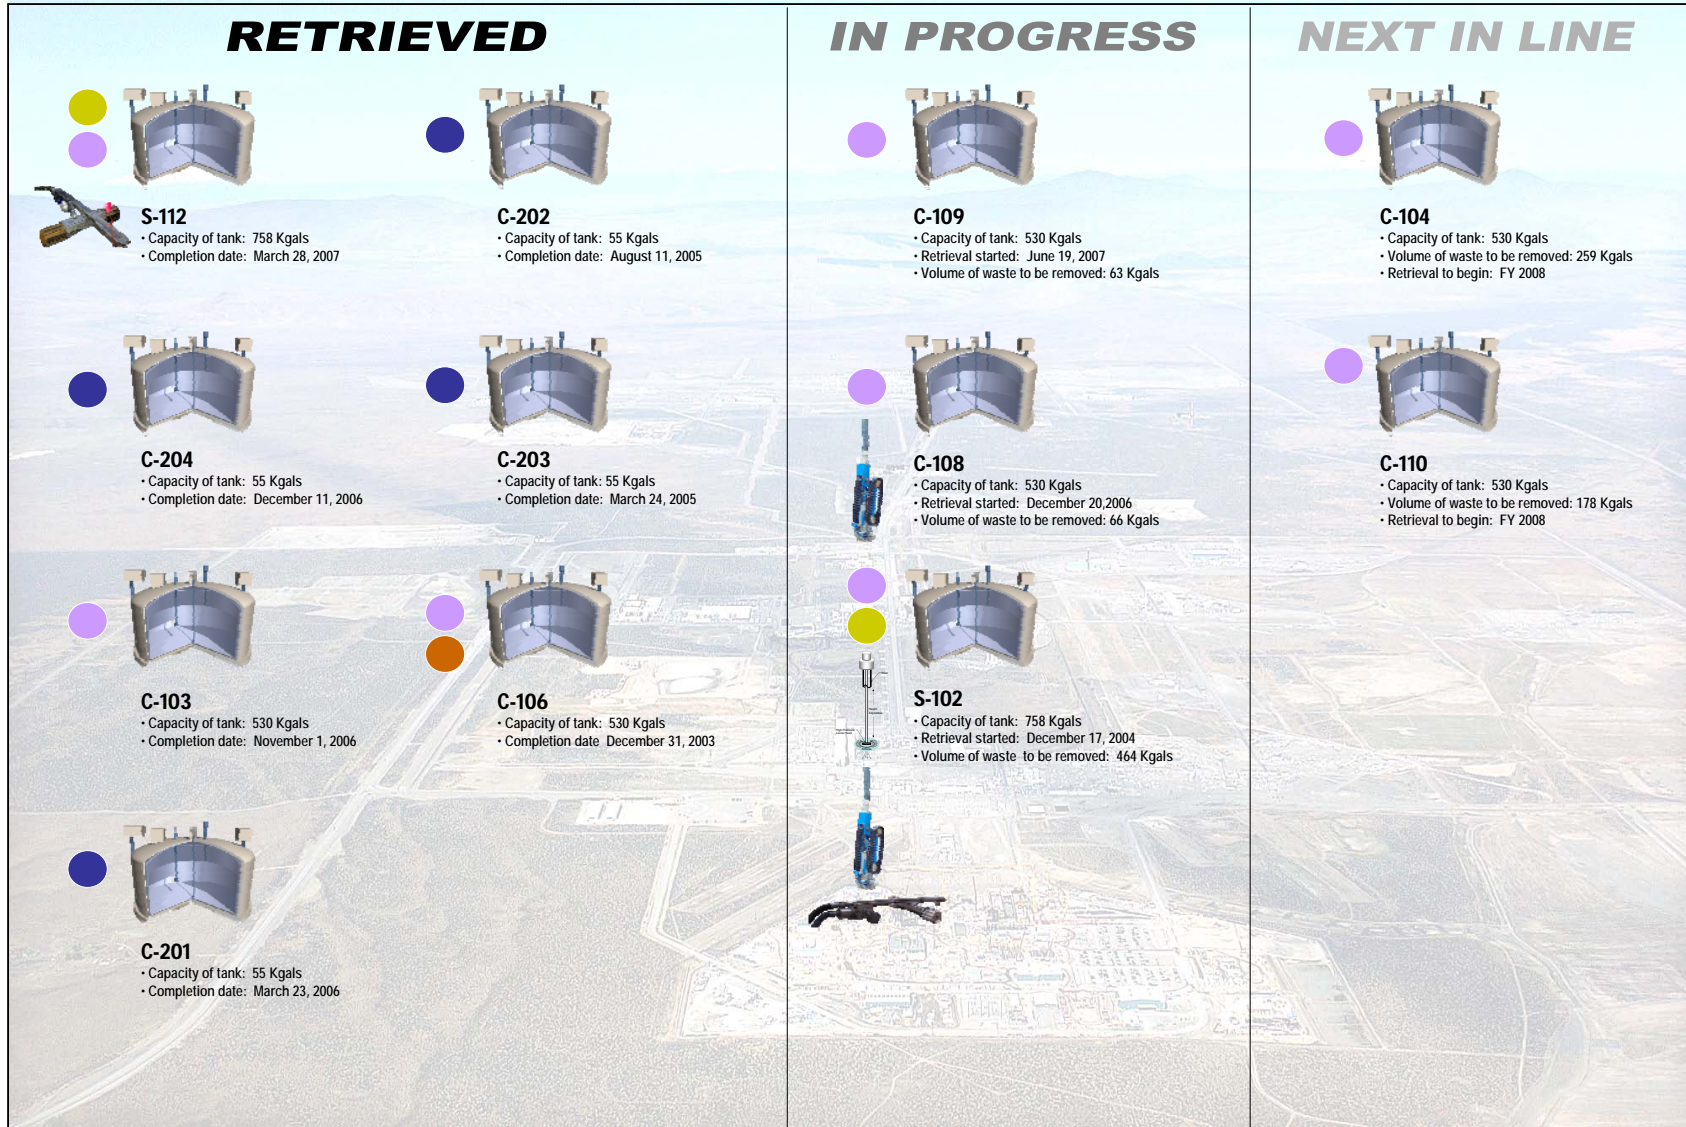 RETRIEVED
S-112
• Capacity of tank: 758 Kgals
• Completion date: March 28, 2007
C-202
• Capacity of tank: 55 Kgals
• Completion date: August 11, 2005
C-204
• Capacity of tank: 55 Kgals
• Completion date: December 11, 2006
C-203
• Capacity of tank: 55 Kgals
• Completion date: March 24, 2005
C-103
• Capacity of tank: 530 Kgals
• Completion date: November 1, 2006
C-106
• Capacity of tank: 530 Kgals
• Completion date December 31, 2003
C-201
• Capacity of tank: 55 Kgals
• Completion date: March 23, 2006
IN PROGRESS
C-109
• Capacity of tank: 530 Kgals
• Retrieval started: June 19, 2007
• Volume of waste to be removed: 63 Kgals
C-108
• Capacity of tank: 530 Kgals
• Retrieval started: December 20,2006
• Volume of waste to be removed: 66 Kgals
S-102
• Capacity of tank: 758 Kgals
• Retrieval started: December 17, 2004
• Volume of waste to be removed: 464 Kgals
NEXT IN LINE
C-104
• Capacity of tank: 530 Kgals
• Volume of waste to be removed: 259 Kgals
• Retrieval to begin: FY 2008
C-110
• Capacity of tank: 530 Kgals
• Volume of waste to be removed: 178 Kgals
• Retrieval to begin: FY 2008